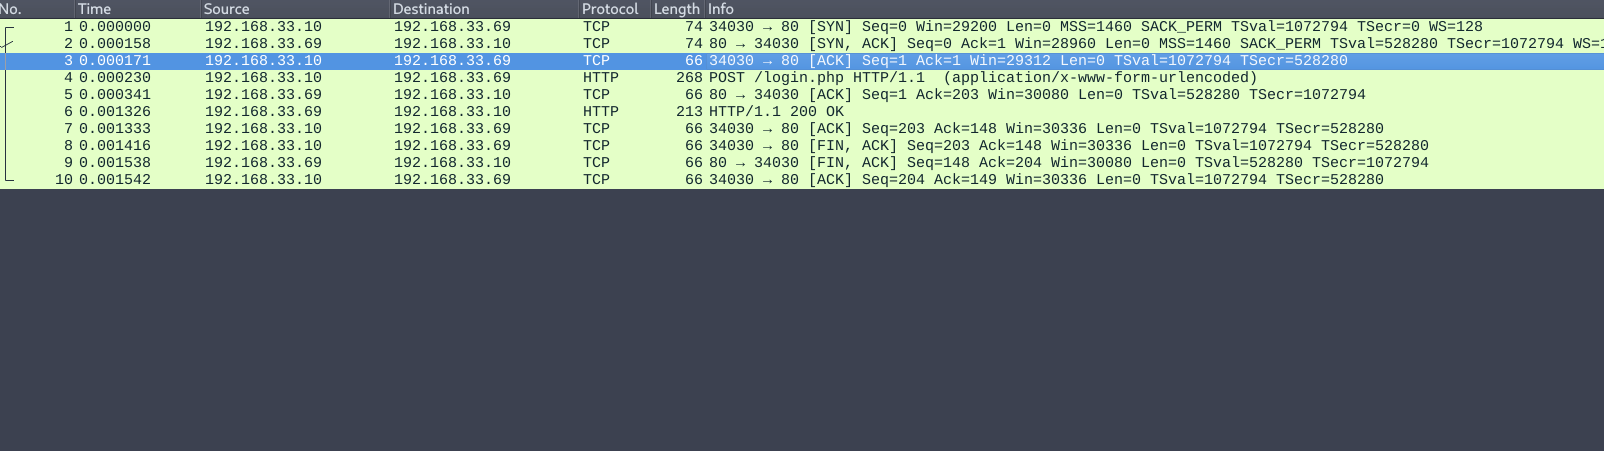 No. Time Source Destination Protocol Length Info
1 0.000000 192.168.33.10 192.168.33.69 TCP 74 34030 → 80 [SYN] Seq=0 Win=29200 Len=0 MSS=1460 SACK_PERM TSval=1072794 TSecr=0 WS=128
2 0.000158 192.168.33.69 192.168.33.10 TCP 74 80 → 34030 [SYN, ACK] Seq=0 Ack=1 Win=28960 Len=0 MSS=1460 SACK_PERM TSval=528280 TSecr=1072794 WS=1
3 0.000171 192.168.33.10 192.168.33.69 TCP 66 34030 → 80 [ACK] Seq=1 Ack=1 Win=29312 Len=0 TSval=1072794 TSecr=528280
4 0.000230 192.168.33.10 192.168.33.69 HTTP 268 POST /login.php HTTP/1.1 (application/x-www-form-urlencoded)
5 0.000341 192.168.33.69 192.168.33.10 TCP 66 80 → 34030 [ACK] Seq=1 Ack=203 Win=30080 Len=0 TSval=528280 TSecr=1072794
6 0.001326 192.168.33.69 192.168.33.10 HTTP 213 HTTP/1.1 200 OK
7 0.001333 192.168.33.10 192.168.33.69 TCP 66 34030 → 80 [ACK] Seq=203 Ack=148 Win=30336 Len=0 TSval=1072794 TSecr=528280
8 0.001416 192.168.33.10 192.168.33.69 TCP 66 34030 → 80 [FIN, ACK] Seq=203 Ack=148 Win=30336 Len=0 TSval=1072794 TSecr=528280
9 0.001538 192.168.33.69 192.168.33.10 TCP 66 80 → 34030 [FIN, ACK] Seq=148 Ack=204 Win=30080 Len=0 TSval=528280 TSecr=1072794
10 0.001542 192.168.33.10 192.168.33.69 TCP 66 34030 → 80 [ACK] Seq=204 Ack=149 Win=30336 Len=0 TSval=1072794 TSecr=528280